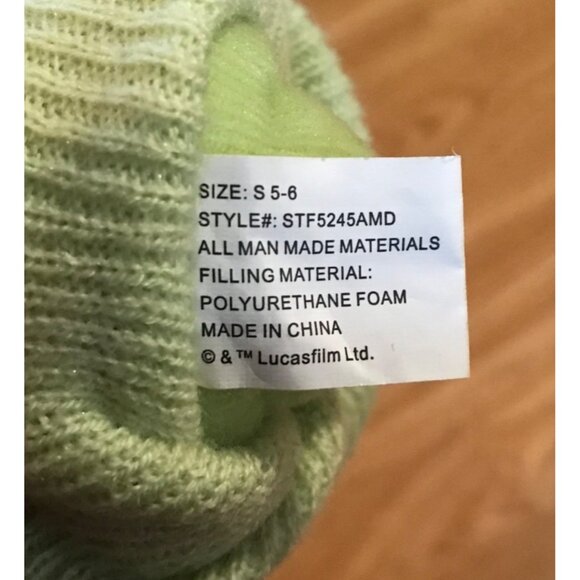 SIZE: S 5-6
STYLE#: STF5245AMD
ALL MAN MADE MATERIALS
FILLING MATERIAL:
POLYURETHANE FOAM
MADE IN CHINA
© & ™ Lucasfilm Ltd.